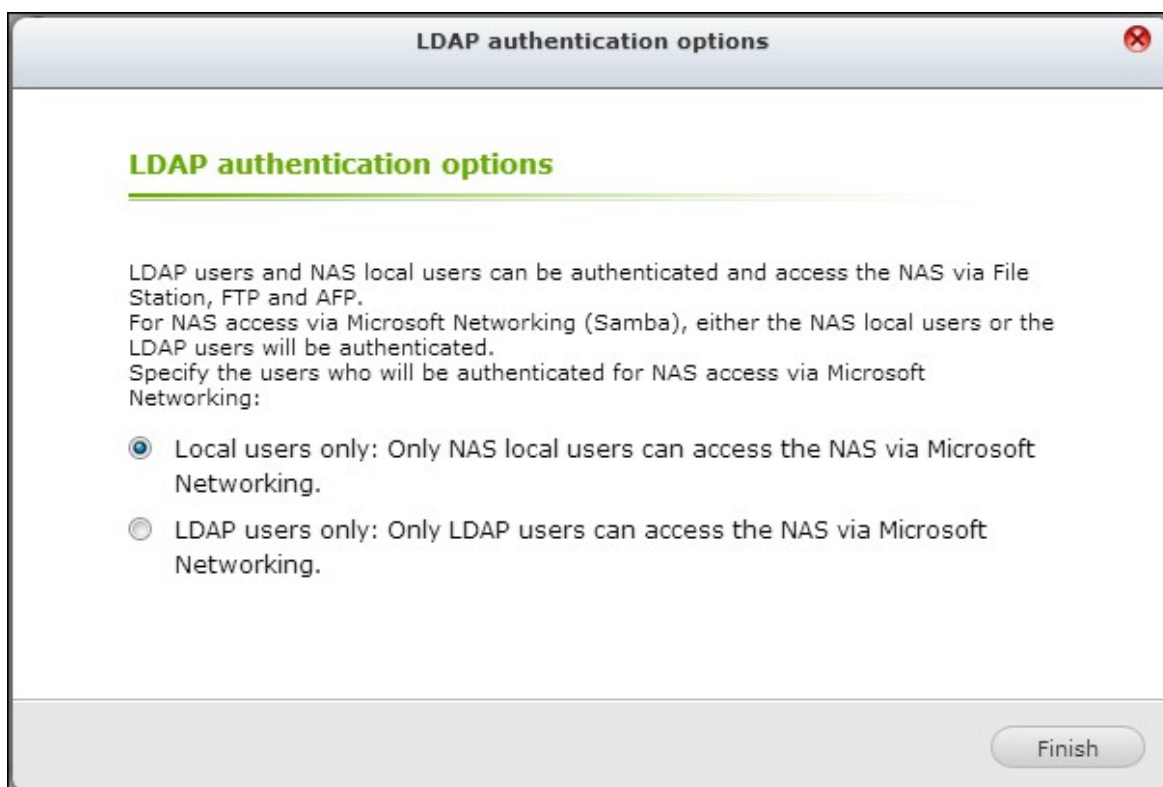 LDAP authentication options
LDAP authentication options
LDAP users and NAS local users can be authenticated and access the NAS via File
Station, FTP and AFP.
For NAS access via Microsoft Networking (Samba), either the NAS local users or the
LDAP users will be authenticated.
Specify the users who will be authenticated for NAS access via Microsoft
Networking:
Local users only: Only NAS local users can access the NAS via Microsoft
Networking.
LDAP users only: Only LDAP users can access the NAS via Microsoft
Networking.
Finish